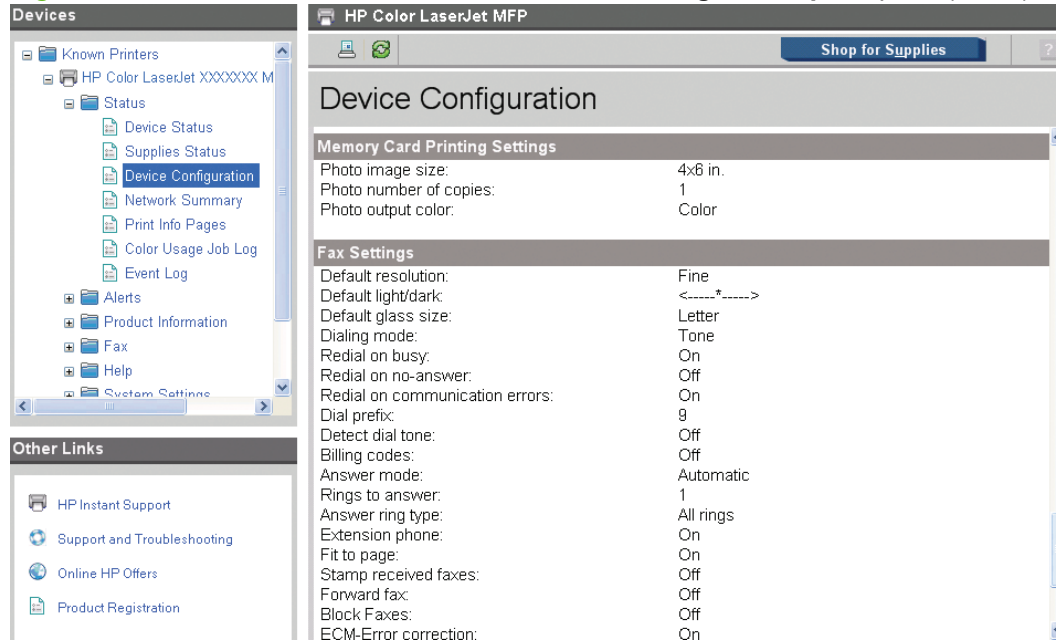 Devices
Known Printers
HP Color LaserJet XXXXXXX M
Status
Device Status
Supplies Status
Device Configuration
Network Summary
Print Info Pages
Color Usage Job Log
Event Log
Alerts
Product Information
Fax
Help
System Settings
Other Links
HP Instant Support
Support and Troubleshooting
Online HP Offers
Product Registration
HP Color LaserJet MFP
Shop for Supplies
?
Device Configuration
Memory Card Printing Settings
Photo image size: 4x6 in.
Photo number of copies: 1
Photo output color: Color
Fax Settings
Default resolution: Fine
Default light/dark: <-----*----->
Default glass size: Letter
Dialing mode: Tone
Redial on busy: On
Redial on no-answer: Off
Redial on communication errors: On
Dial prefix: 9
Detect dial tone: Off
Billing codes: Off
Answer mode: Automatic
Rings to answer: 1
Answer ring type: All rings
Extension phone: On
Fit to page: On
Stamp received faxes: Off
Forward fax: Off
Block Faxes: Off
ECM-Error correction: On